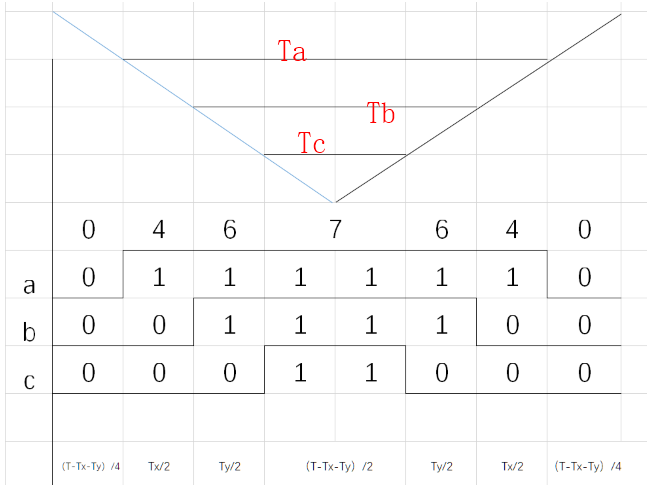 Ta
Tb
Tc
0 4 6 7 6 4 0
a 0 1 1 1 1 1 1 0
b 0 0 1 1 1 1 0 0
c 0 0 0 1 1 0 0 0
(T-Tx-Ty) /4 Tx/2 Ty/2 (T-Tx-Ty) /2 Ty/2 Tx/2 (T-Tx-Ty) /4